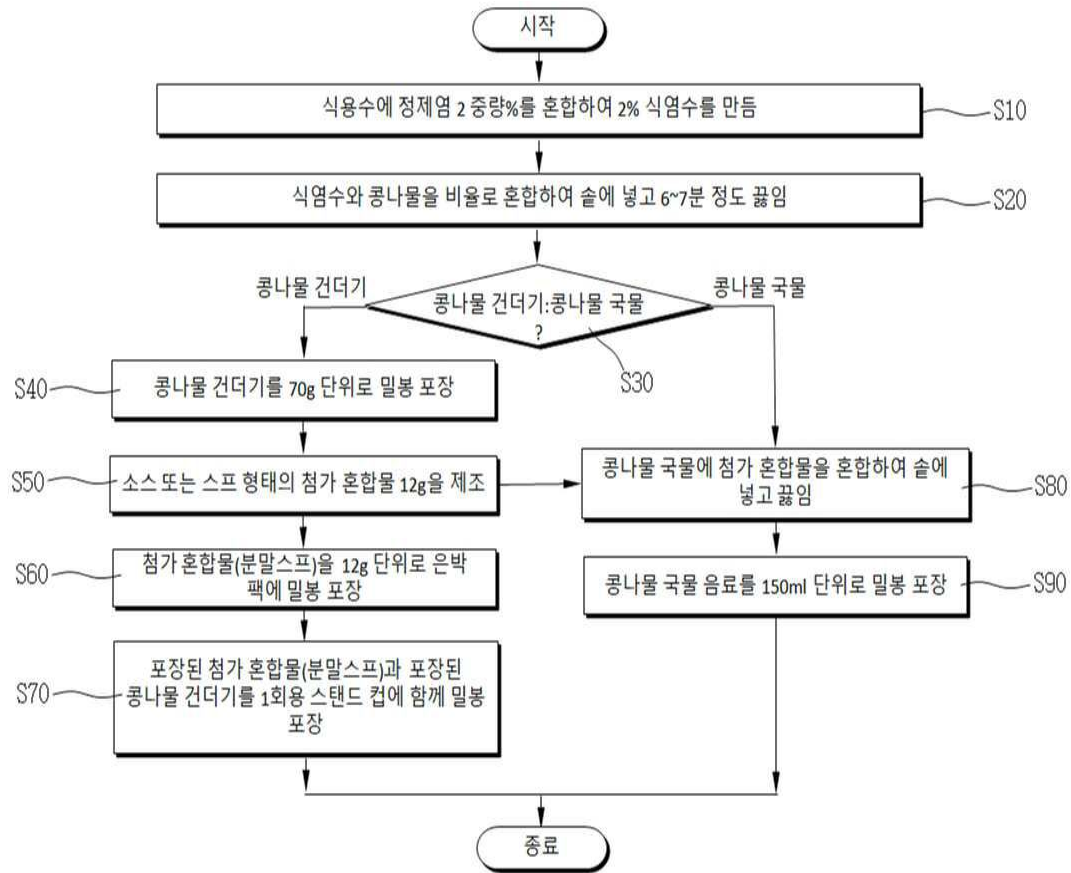 시작
식용수에 정제염 2 중량%를 혼합하여 2% 식염수를 만듬
S10
식염수와 콩나물을 비율로 혼합하여 솥에 넣고 6~7분 정도 끓임
S20
콩나물 건더기
콩나물 국물
콩나물 건더기:콩나물 국물
?
S30
S40
콩나물 건더기를 70g 단위로 밀봉 포장
S50
소스 또는 스프 형태의 첨가 혼합물 12g을 제조
콩나물 국물에 첨가 혼합물을 혼합하여 솥에
넣고 끓임
S80
S60
첨가 혼합물(분말스프)을 12g 단위로 은박
팩에 밀봉 포장
콩나물 국물 음료를 150ml 단위로 밀봉 포장
S90
S70
포장된 첨가 혼합물(분말스프)과 포장된
콩나물 건더기를 1회용 스탠드 컵에 함께 밀봉
포장
종료